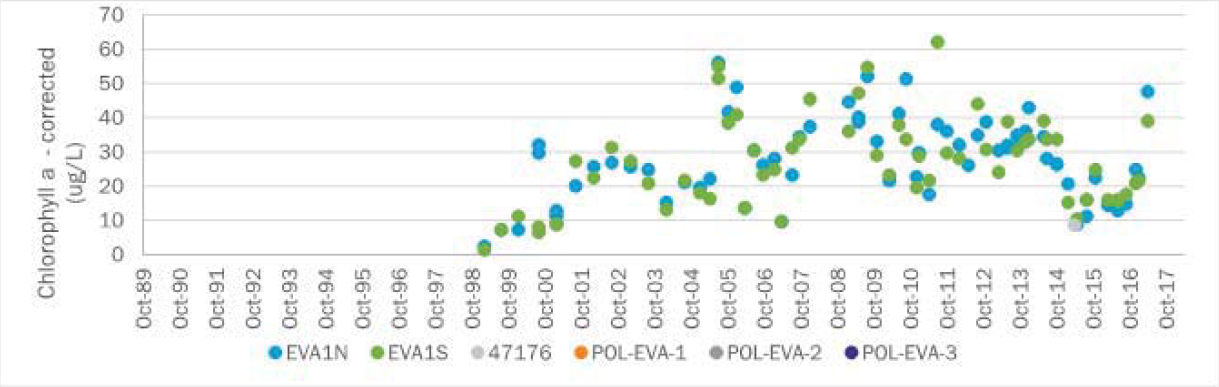 70
60
50
40
30
20
10
0
Chlorophyll a - corrected
(ug/L)
Oct-89
Oct-90
Oct-91
Oct-92
Oct-93
Oct-94
Oct-95
Oct-96
Oct-97
Oct-98
Oct-99
Oct-00
Oct-01
Oct-02
Oct-03
Oct-04
Oct-05
Oct-06
Oct-07
Oct-08
Oct-09
Oct-10
Oct-11
Oct-12
Oct-13
Oct-14
Oct-15
Oct-16
Oct-17
EVA1N EVA1S 47176 POL-EVA-1 POL-EVA-2 POL-EVA-3